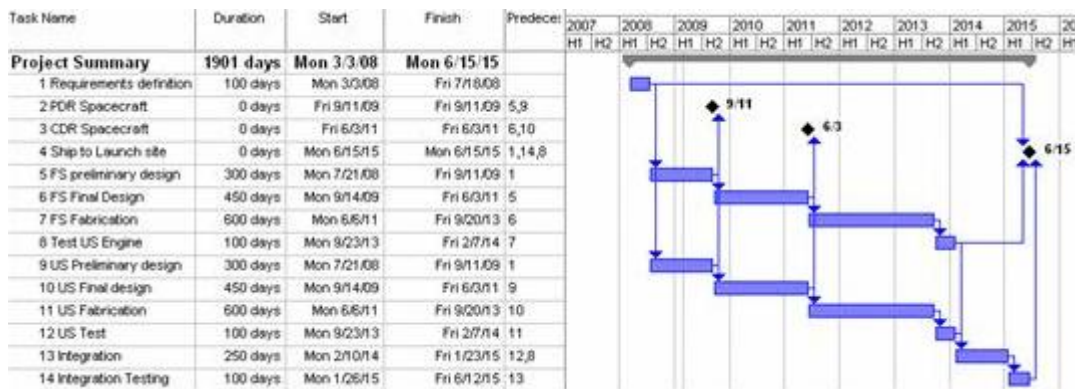 Task Name Duration Start Finish Predeces 2007 2008 2009 2010 2011 2012 2013 2014 2015 20
H1 H2 H1 H2 H1 H2 H1 H2 H1 H2 H1 H2 H1 H2 H1 H2 H1 H2 H1
Project Summary 1901 days Mon 3/3/08 Mon 6/15/15
1 Requirements definition 100 days Mon 3/3/08 Fri 7/18/08
2 PDR Spacecraft 0 days Fri 9/11/09 Fri 9/11/09 5,9 9/11
3 CDR Spacecraft 0 days Fri 6/3/11 Fri 6/3/11 6,10 6/3
4 Ship to Launch site 0 days Mon 6/15/15 Mon 6/15/15 1,14,8 6/15
5 FS preliminary design 300 days Mon 7/21/08 Fri 9/11/09 1
6 FS Final Design 450 days Mon 9/14/09 Fri 6/3/11 5
7 FS Fabrication 600 days Mon 6/6/11 Fri 9/20/13 6
8 Test US Engine 100 days Mon 9/23/13 Fri 2/7/14 7
9 US Preliminary design 300 days Mon 7/21/08 Fri 9/11/09 1
10 US Final design 450 days Mon 9/14/09 Fri 6/3/11 9
11 US Fabrication 600 days Mon 6/6/11 Fri 9/20/13 10
12 US Test 100 days Mon 9/23/13 Fri 2/7/14 11
13 Integration 250 days Mon 2/10/14 Fri 1/23/15 12,8
14 Integration Testing 100 days Mon 1/26/15 Fri 6/12/15 13